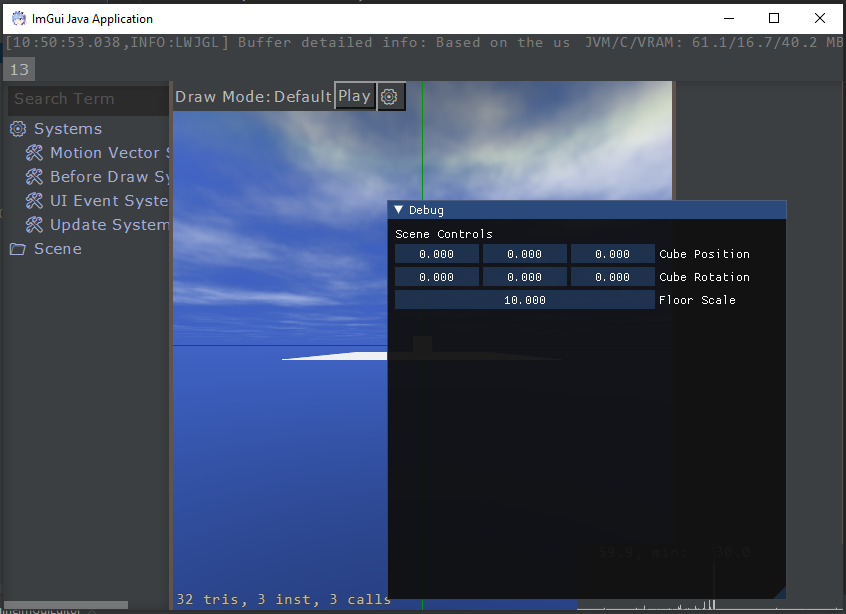 ImGui Java Application
[10:50:53.038,INFO:LWJGL] Buffer detailed info: Based on the us JVM/C/VRAM: 61.1/16.7/40.2 MB
13
Search Term
Draw Mode: Default Play
Systems
Motion Vector S
Before Draw Sy
UI Event Syste
Update System
Scene
Debug
Scene Controls
0.000 0.000 0.000 Cube Position
0.000 0.000 0.000 Cube Rotation
10.000 Floor Scale
59.9, min: 30.0
32 tris, 3 inst, 3 calls